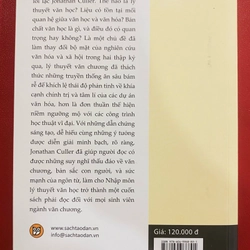 lạc Jonathan Culler. Thế nào là lý
thuyết văn học? Liệu có tồn tại mối
quan hệ giữa văn học và văn hóa? Bản
văn học là gì, và điều đó có quan
trọng hay không? Là một chủ đề đã
làm thay đổi bộ mặt của nghiên cứu
văn hóa và xã hội trong hai thập kỷ
qua, lý thuyết văn chương đã thách
thức những truyền thống ăn sâu bám
rễ để khích lệ thái độ phân tích về khía
cạnh chính trị và tâm lí của các dự án
văn hóa, hơn là đơn thuần thể hiện
niềm ngưỡng mộ với các công trình
học thuật vĩ đại. Với những dẫn chứng
sáng tạo, dễ hiểu cùng những ý tưởng
được diễn giải minh bạch, rõ ràng,
Jonathan Culler đã giúp người đọc có
được những suy nghĩ thấu đáo về văn
chương, bản sắc con người, và sức
mạnh của ngôn từ, làm cho Nhập môn
lý thuyết văn học trở thành một cuốn
sách phải đọc với mọi sinh viên
ngành văn chương.
www.sachtaodan.vn
info@sachtaodan.vn
Giá: 120.000 đ